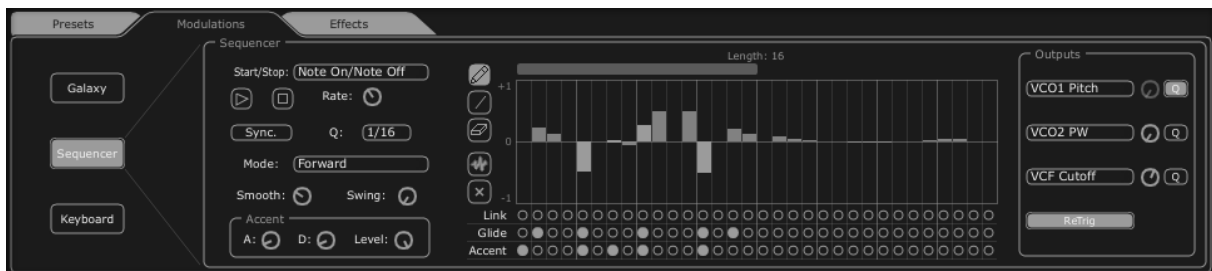 Presets Modulations Effects
Sequencer Length: 16 Outputs
Start/Stop: Note On/Note Off
Galaxy
+1
VCO1 Pitch Q
Rate:
Sync. Q: 1/16
0
VCO2 PW Q
Sequencer
Mode: Forward
VCF Cutoff Q
Smooth: Swing:
-1
Keyboard
Accent
Link
ReTrig
A: D: Level:
Glide
Accent